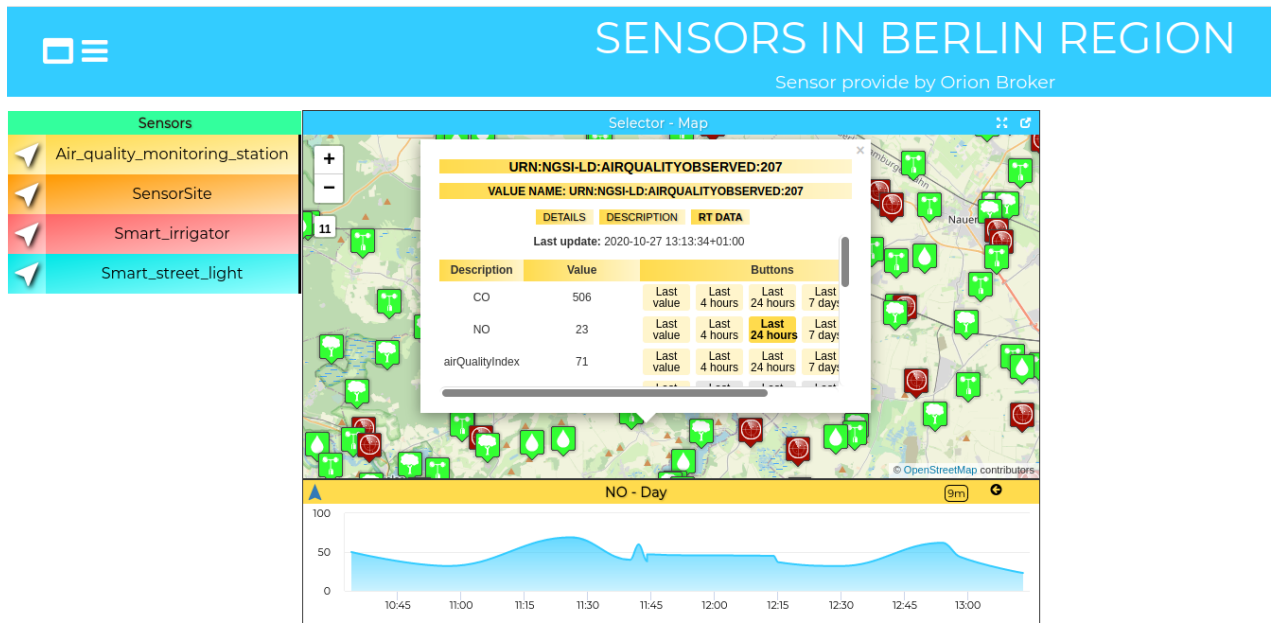 SENSORS IN BERLIN REGION
Sensor provide by Orion Broker
Sensors
Air_quality_monitoring_station
SensorSite
Smart_irrigator
Smart_street_light
Selector - Map
+
−
11
×
URN:NGSI-LD:AIRQUALITYOBSERVED:207
VALUE NAME: URN:NGSI-LD:AIRQUALITYOBSERVED:207
DETAILS DESCRIPTION RT DATA
Last update: 2020-10-27 13:13:34+01:00
Description Value Buttons
CO 506 Last value Last 4 hours Last 24 hours Last 7 days
NO 23 Last value Last 4 hours Last 24 hours Last 7 days
airQualityIndex 71 Last value Last 4 hours Last 24 hours Last 7 days
Last Last Last Last
Nauen
© OpenStreetMap contributors
NO - Day
9m
100
50
0
10:45 11:00 11:15 11:30 11:45 12:00 12:15 12:30 12:45 13:00